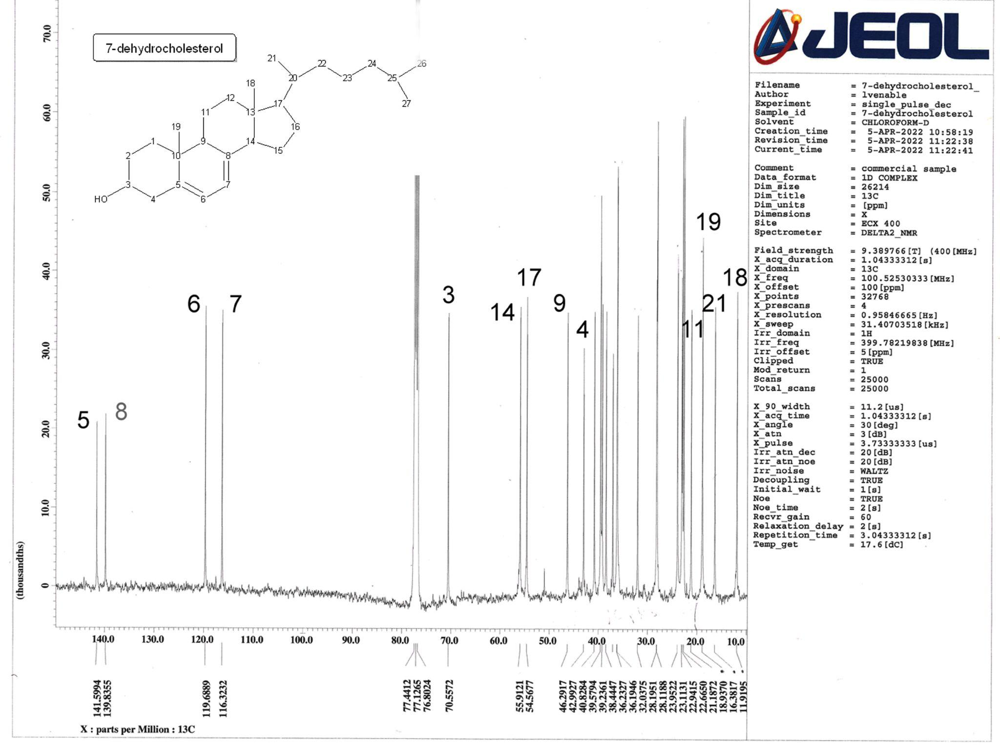 7-dehydrocholesterol
21
22
24
26
20
23
25
18
12
17
27
11
13
19
16
1
9
14
10
8
15
2
3
5
7
HO
4
6
70.0
60.0
50.0
40.0
30.0
20.0
10.0
0
(thousandths)
5
8
6
7
3
14
17
9
4
11
19
21
18
140.0 130.0 120.0 110.0 100.0 90.0 80.0 70.0 60.0 50.0 40.0 30.0 20.0 10.0
141.5994
139.8355
119.6889
116.3232
77.4412
77.1265
76.8024
70.5572
55.9121
54.5677
46.2917
42.9927
40.8284
39.5794
39.2361
38.4447
36.2327
36.1946
32.0375
28.1951
28.1188
23.9522
23.1131
22.9415
22.6650
21.1872
18.9370
16.3817
11.9195
X : parts per Million : 13C
JEOL
Filename = 7-dehydrocholesterol_
Author = lvenable
Experiment = single_pulse_dec
Sample_id = 7-dehydrocholesterol
Solvent = CHLOROFORM-D
Creation_time = 5-APR-2022 10:58:19
Revision_time = 5-APR-2022 11:22:38
Current_time = 5-APR-2022 11:22:41
Comment = commercial sample
Data_format = 1D COMPLEX
Dim_size = 26214
Dim_title = 13C
Dim_units = [ppm]
Dimensions = X
Site = ECX 400
Spectrometer = DELTA2_NMR
Field_strength = 9.389766[T] (400[MHz]
X_acq_duration = 1.04333312[s]
X_domain = 13C
X_freq = 100.52530333[MHz]
X_offset = 100[ppm]
X_points = 32768
X_prescans = 4
X_resolution = 0.95846665[Hz]
X_sweep = 31.40703518[kHz]
Irr_domain = 1H
Irr_freq = 399.78219838[MHz]
Irr_offset = 5[ppm]
Clipped = TRUE
Mod_return = 1
Scans = 25000
Total_scans = 25000
X_90_width = 11.2[us]
X_acq_time = 1.04333312[s]
X_angle = 30[deg]
X_atn = 3[dB]
X_pulse = 3.73333333[us]
Irr_atn_dec = 20[dB]
Irr_atn_noe = 20[dB]
Irr_noise = WALTZ
Decoupling = TRUE
Initial_wait = 1[s]
Noe = TRUE
Noe_time = 2[s]
Recvr_gain = 60
Relaxation_delay = 2[s]
Repetition_time = 3.04333312[s]
Temp_get = 17.6[dC]